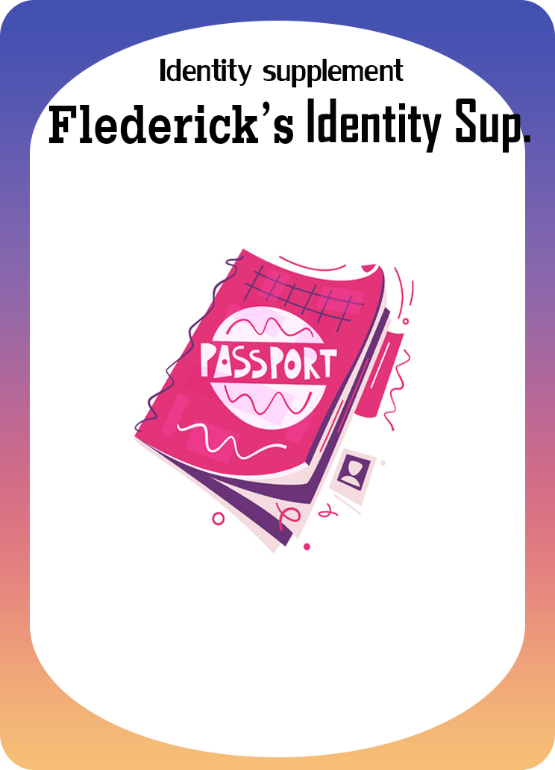 Identity supplement
Flederick’s Identity Sup.
PASSPORT